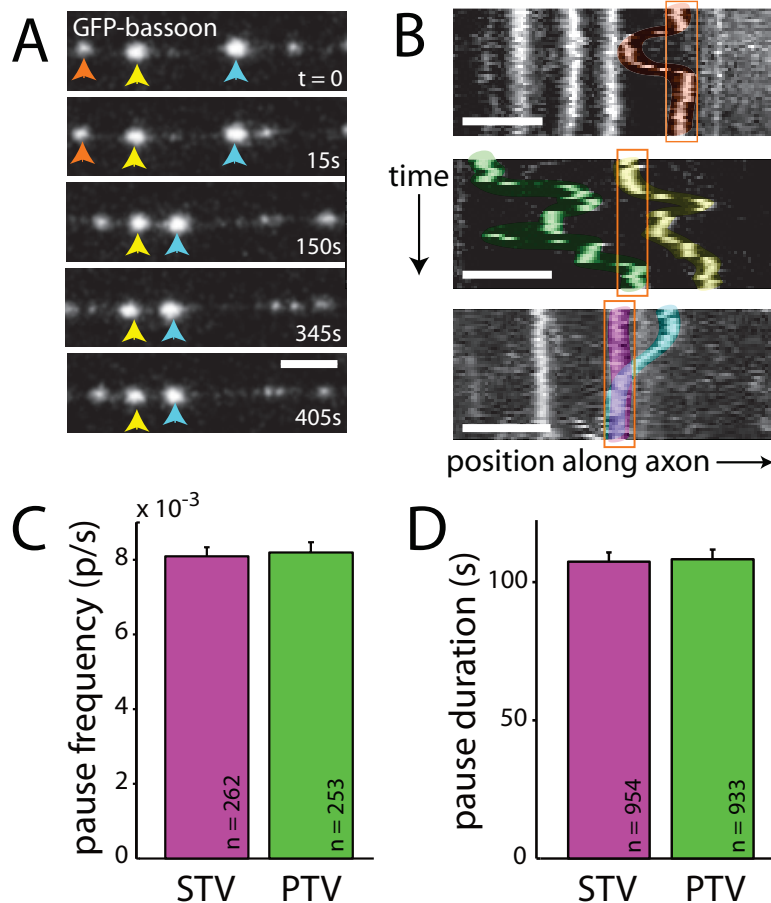 A
GFP-bassoon
t = 0
15s
150s
345s
405s
B
time
position along axon
C
x 10-3
pause frequency (p/s)
8
6
4
2
0
n = 262
n = 253
STV
PTV
D
pause duration (s)
100
50
0
n = 954
n = 933
STV
PTV